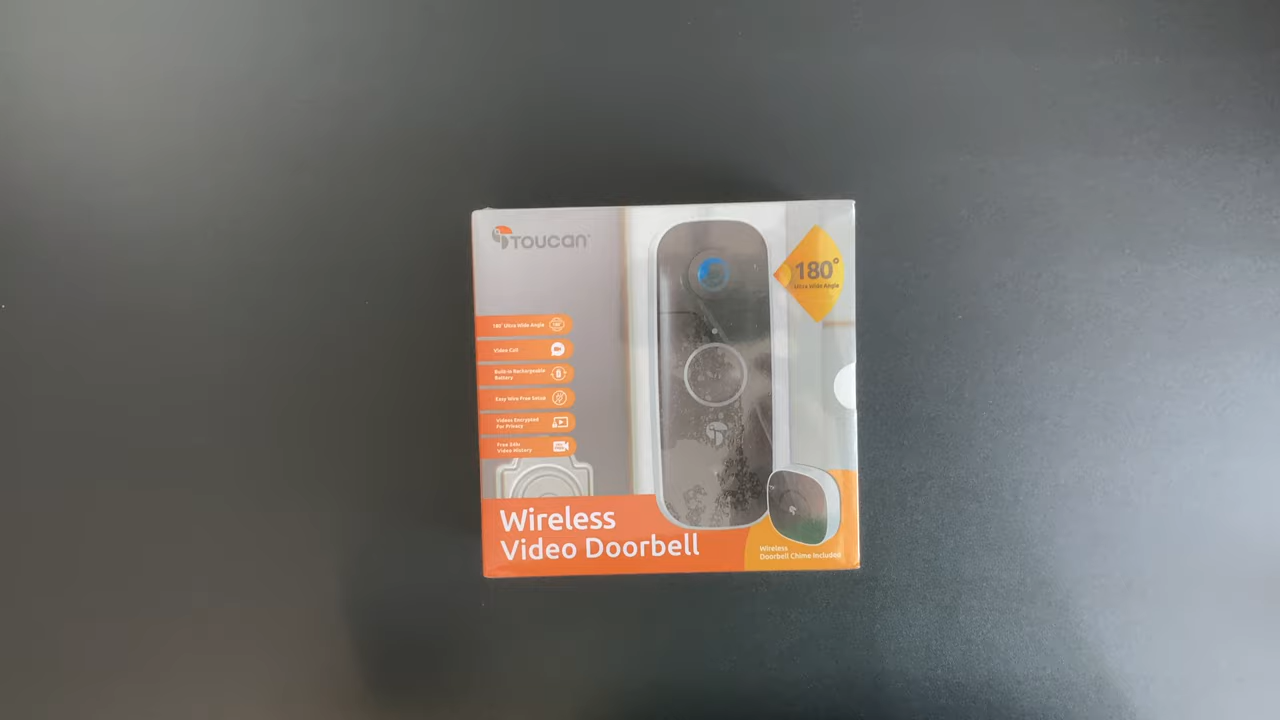 TOUCAN
180°
Ultra Wide Angle
180° Ultra Wide Angle
Video Call
Built-in Rechargeable
Battery
Easy Wire Free Setup
Videos Encrypted
For Privacy
Free 24hr
Video History
Wireless
Video Doorbell
Wireless
Doorbell Chime Included